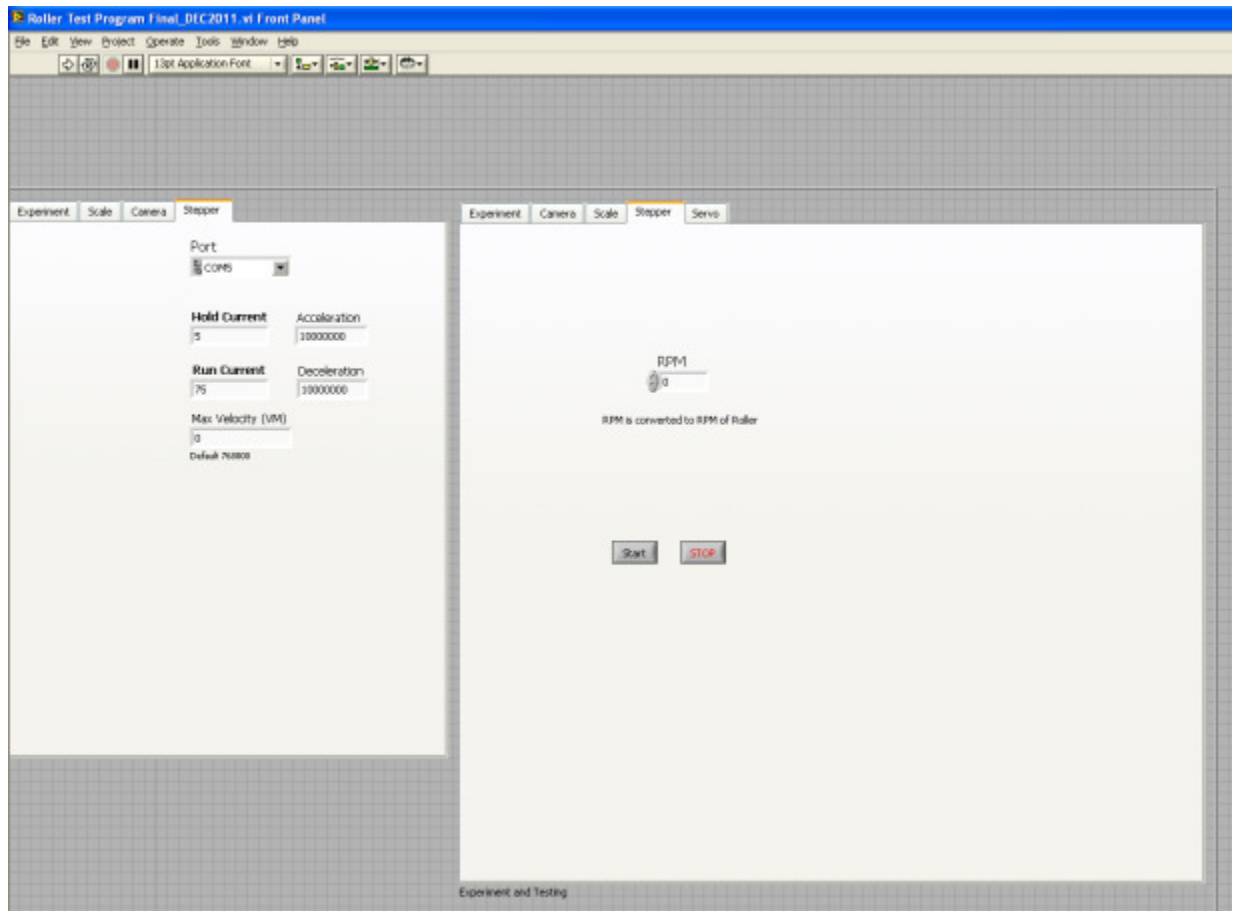 Roller Test Program Final_DEC2011.vi Front Panel
File Edit View Project Operate Tools Window Help
13pt Application Font
Experiment Scale Camera Stepper
Port
COM5
Hold Current Acceleration
5 10000000
Run Current Deceleration
75 10000000
Max Velocity (VM)
0
Default 768000
Experiment Camera Scale Stepper Servo
RPM
0
RPM is converted to RPM of Roller
Start STOP
Experiment and Testing